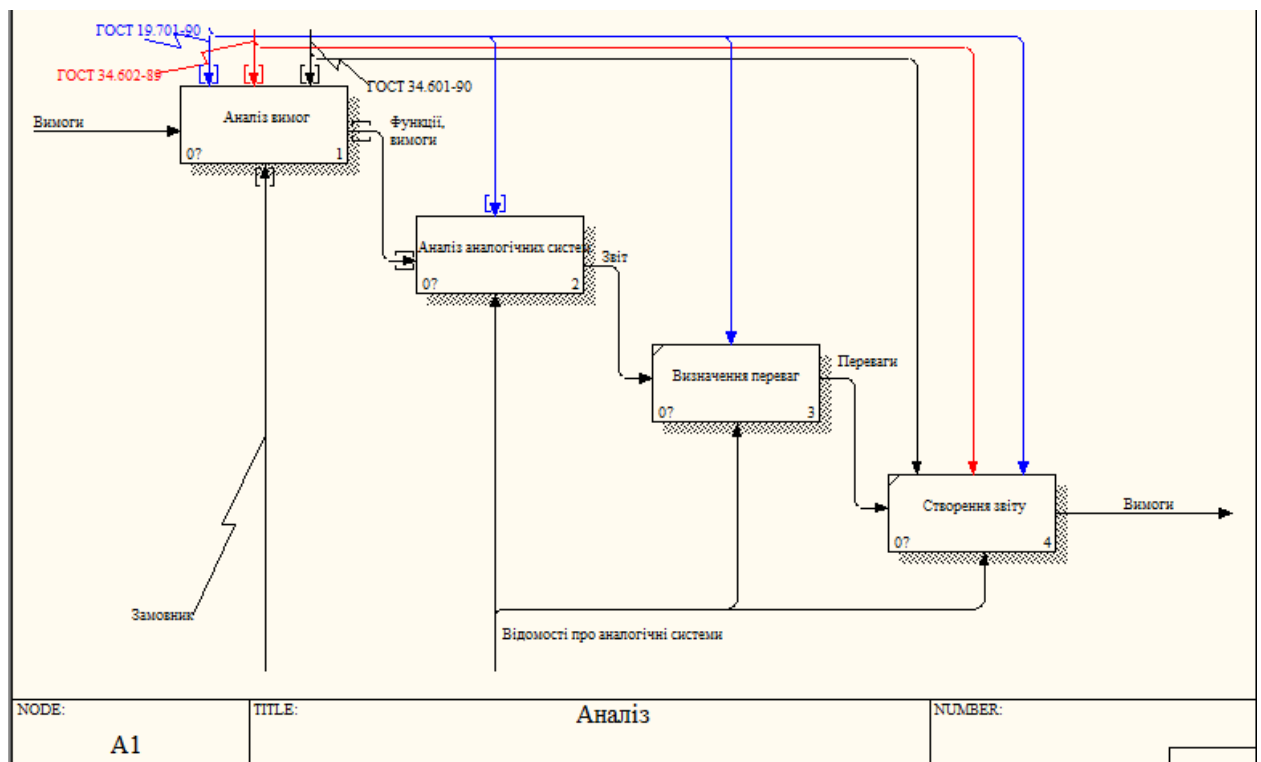 ГОСТ 19.701-90
ГОСТ 34.602-89
ГОСТ 34.601-90
Вимоги
Аналіз вимог
0?
1
Функції,
вимоги
Аналіз аналогічних систем
0?
2
Звіт
Визначення переваг
0?
3
Переваги
Створення звіту
0?
4
Вимоги
Замовник
Відомості про аналогічні системи
NODE:
A1
TITLE:
Аналіз
NUMBER: